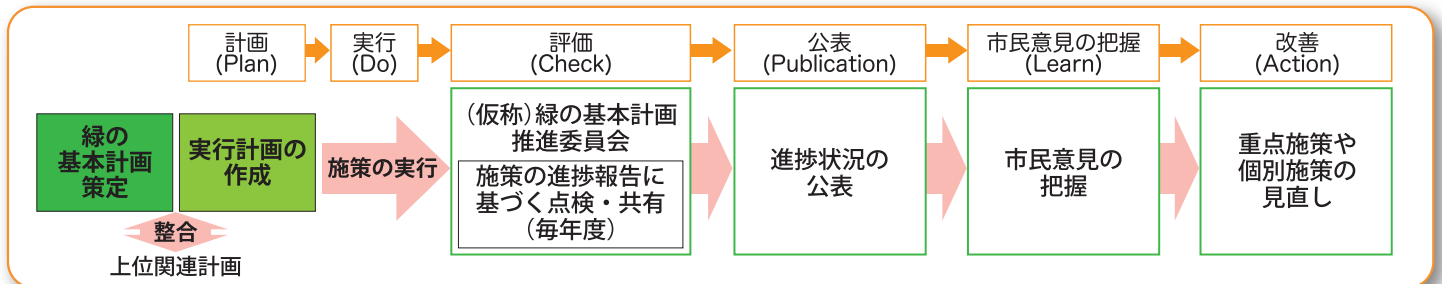 計画
(Plan)
実行
(Do)
評価
(Check)
公表
(Publication)
市民意見の把握
(Learn)
改善
(Action)
緑の
基本計画
策定
実行計画の
作成
施策の実行
(仮称)緑の基本計画
推進委員会
施策の進捗報告に
基づく点検・共有
(毎年度)
進捗状況の
公表
市民意見の
把握
重点施策や
個別施策の
見直し
整合
上位関連計画